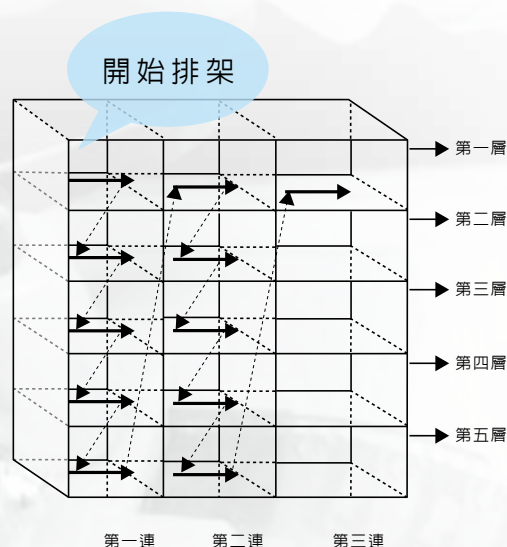 開始排架
第一層
第二層
第三層
第四層
第五層
第一連 第二連 第三連